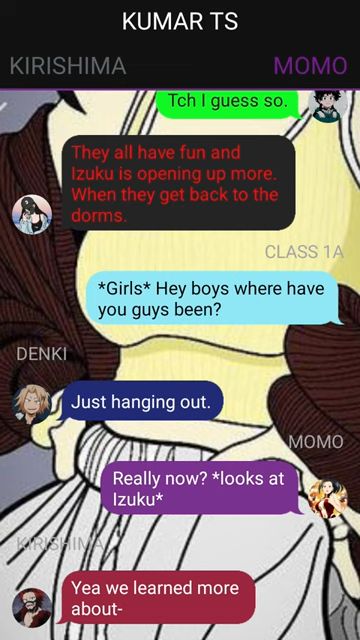 KUMAR TS
KIRISHIMA
MOMO
Tch I guess so.
They all have fun and
Izuku is opening up more.
When they get back to the
dorms.
CLASS 1A
*Girls* Hey boys where have
you guys been?
DENKI
Just hanging out.
MOMO
Really now? *looks at
Izuku*
KIRISHIMA
Yea we learned more
about-